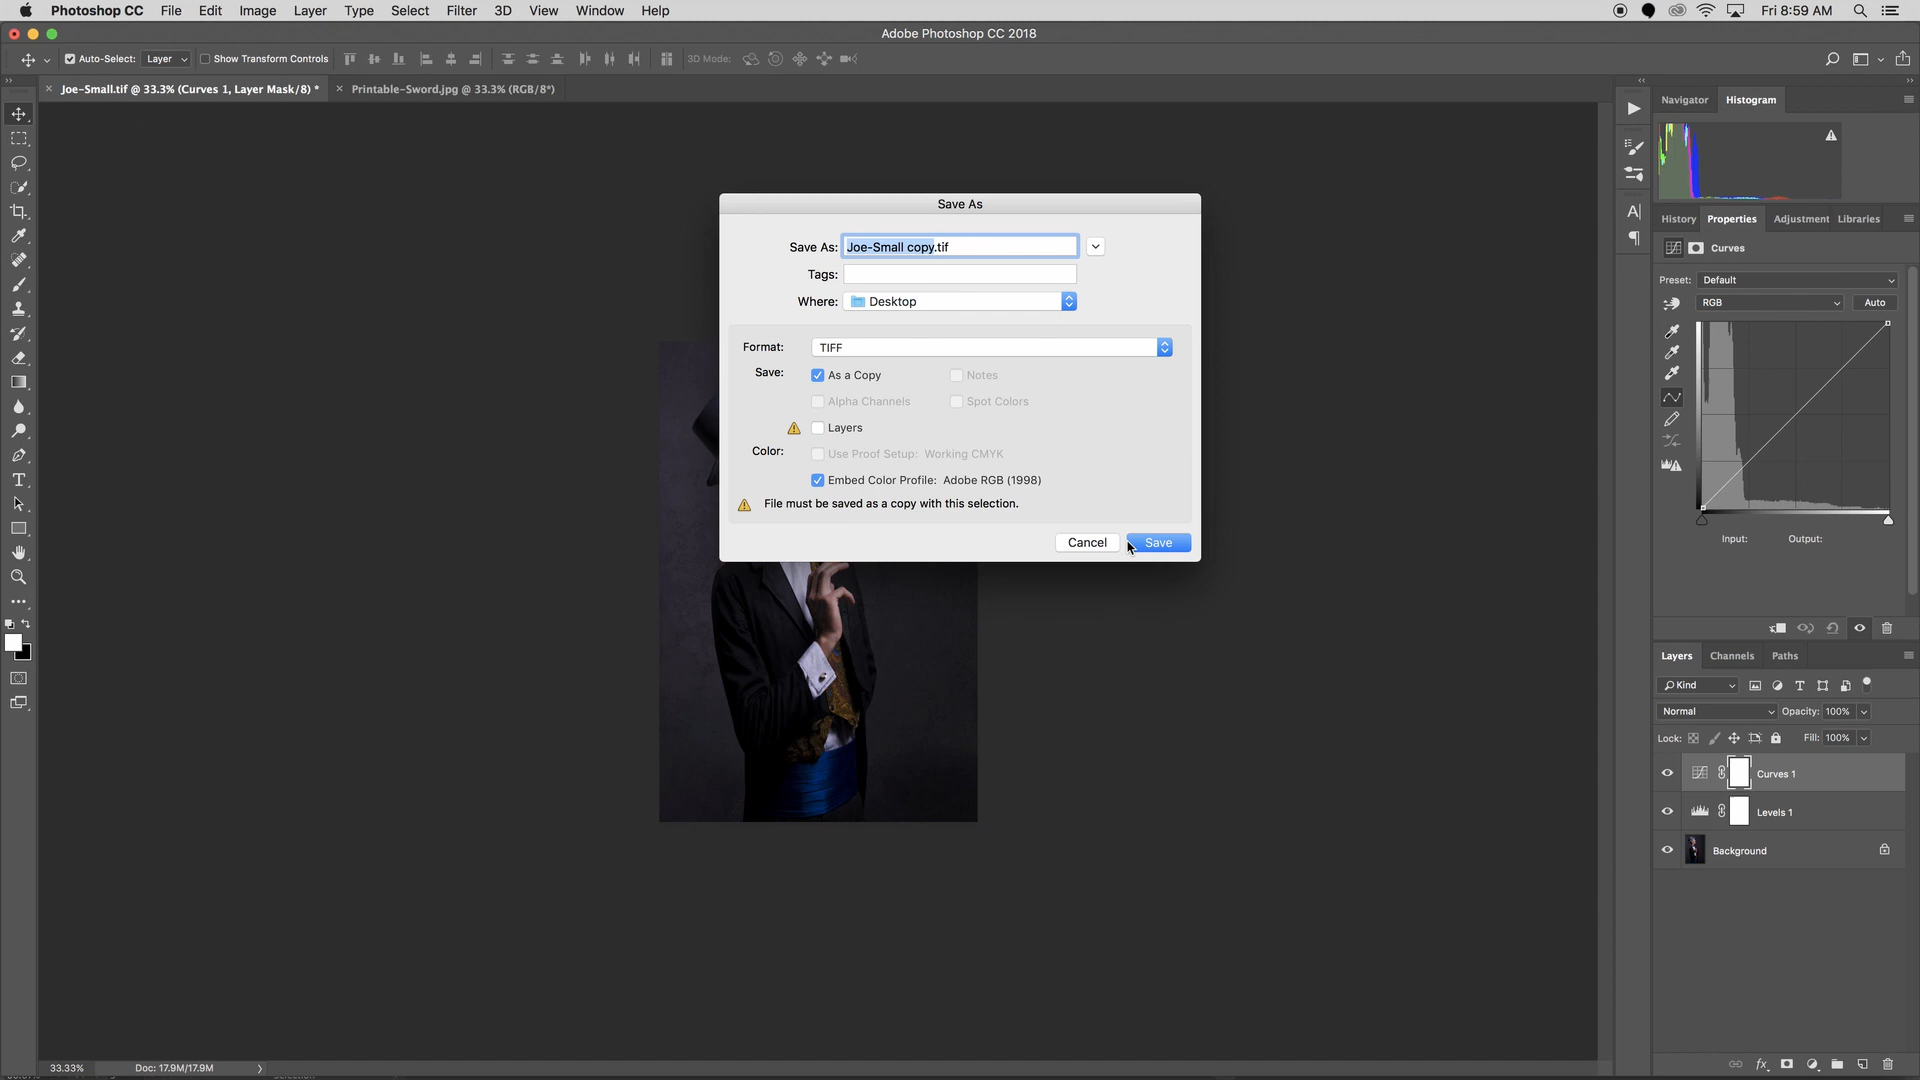 Photoshop CC File Edit Image Layer Type Select Filter 3D View Window Help Fri 8:59 AM
Adobe Photoshop CC 2018
Auto-Select: Layer Show Transform Controls 3D Mode:
Joe-Small.tif @ 33.3% (Curves 1, Layer Mask/8) * Printable-Sword.jpg @ 33.3% (RGB/8*)
Navigator Histogram
Save As
Save As: Joe-Small copy.tif
Tags:
Where: Desktop
Format: TIFF
Save: As a Copy Notes
Alpha Channels Spot Colors
Layers
Color: Use Proof Setup: Working CMYK
Embed Color Profile: Adobe RGB (1998)
File must be saved as a copy with this selection.
Cancel Save
History Properties Adjustment Libraries
Curves
Preset: Default
RGB Auto
Input: Output:
Layers Channels Paths
Kind
Normal Opacity: 100%
Lock: Fill: 100%
Curves 1
Levels 1
Background
33.33% Doc: 17.9M/17.9M